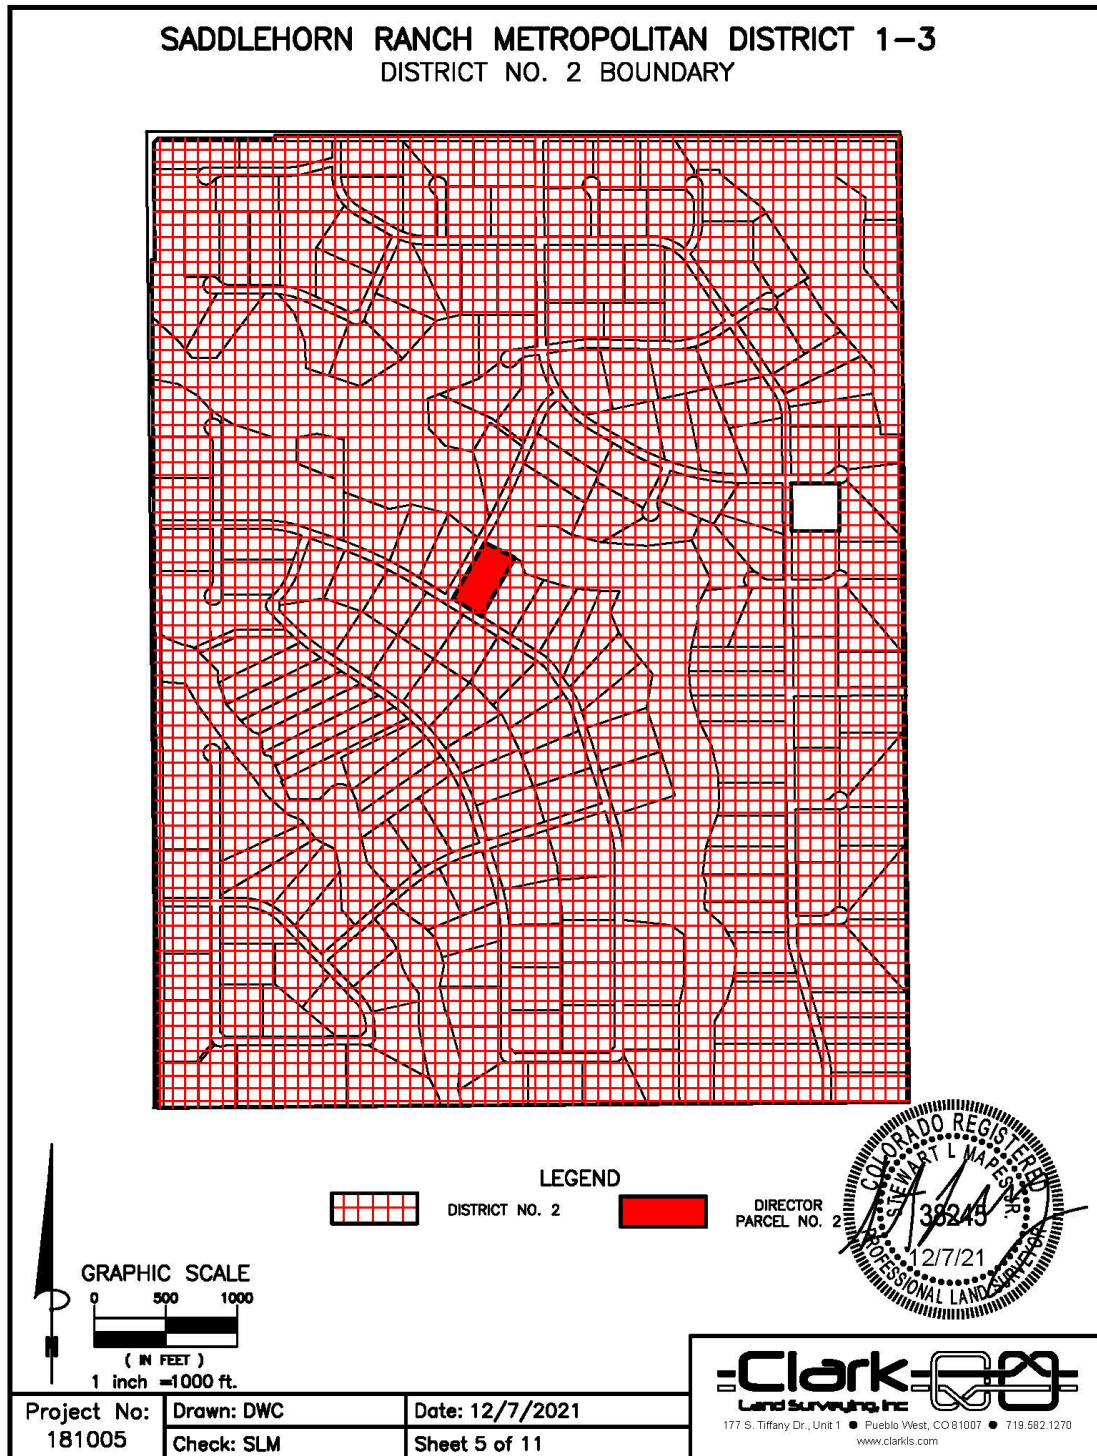 SADDLEHORN RANCH METROPOLITAN DISTRICT 1-3
DISTRICT NO. 2 BOUNDARY
LEGEND
DISTRICT NO. 2
DIRECTOR
PARCEL NO. 2
COLORADO REGISTERED
STEWART L MAPES JR.
38245
12/7/21
PROFESSIONAL LAND SURVEYOR
N
GRAPHIC SCALE
0 500 1000
( IN FEET )
1 inch =1000 ft.
Project No:
181005
Drawn: DWC
Check: SLM
Date: 12/7/2021
Sheet 5 of 11
Clark
Land Surveying, Inc
177 S. Tiffany Dr., Unit 1 ● Pueblo West, CO 81007 ● 719.582.1270
www.clarkls.com